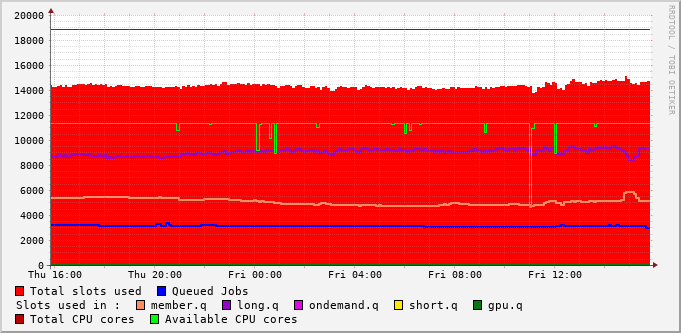 RRDTOOL / TOBI OETIKER
20000
18000
16000
14000
12000
10000
8000
6000
4000
2000
0
Thu 16:00 Thu 20:00 Fri 00:00 Fri 04:00 Fri 08:00 Fri 12:00
Total slots used Queued Jobs
Slots used in : member.q long.q ondemand.q short.q gpu.q
Total CPU cores Available CPU cores